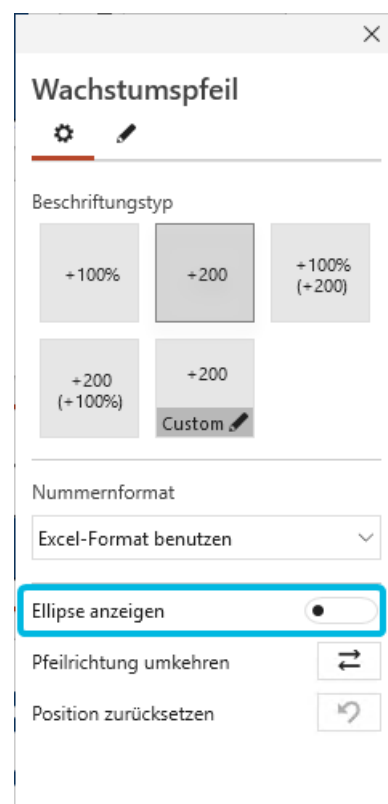 Wachstumspfeil
Beschriftungstyp
+100%
+200
+100%
(+200)
+200
(+100%)
+200
Custom
Nummernformat
Excel-Format benutzen
Ellipse anzeigen
Pfeilrichtung umkehren
Position zurücksetzen